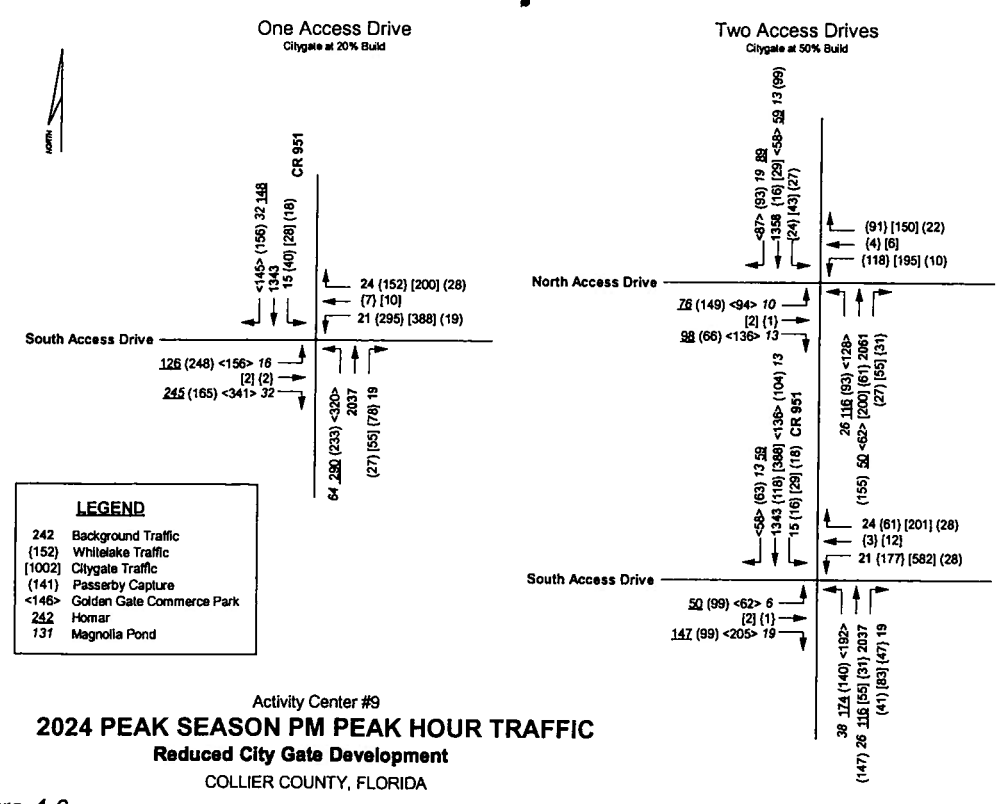 One Access Drive
Citygate at 20% Build
Two Access Drives
Citygate at 50% Build
NORTH
CR 951
<145> (156) 32 148
1343
15 {40} [28] (18)
24 {152} [200] (28)
{7} [10]
21 {295} [388] (19)
South Access Drive
126 (248) <156> 16
[2] {2}
245 (165) <341> 32
64 290 (233) <320>
2037
(27) [55] {78} 19
<87> (93) 19 89
1358 {16} [29] <58> 59 13 (99)
{24} [43] (27)
{91} [150] (22)
{4} [6]
{118} [195] (10)
North Access Drive
76 (149) <94> 10
[2] {1}
98 (66) <136> 13
26 116 (93) <128>
(155) 50 <62> [200] {61} 2061
(27) [55] {31}
<58> (63) 13 59
1343 {116} [388] <136> (104) 13
15 {16} [29] (18)
CR 951
24 {61} [201] (28)
{3} [12]
21 {177} [582] (28)
South Access Drive
50 (99) <62> 6
[2] {1}
147 (99) <205> 19
38 174 (140) <192>
(147) 26 116 [55] {31} 2037
(41) [83] {47} 19
LEGEND
242 Background Traffic
{152} Whitelake Traffic
[1002] Citygate Traffic
(141) Passerby Capture
<146> Golden Gate Commerce Park
242 Homar
131 Magnolia Pond
Activity Center #9
2024 PEAK SEASON PM PEAK HOUR TRAFFIC
Reduced City Gate Development
COLLIER COUNTY, FLORIDA